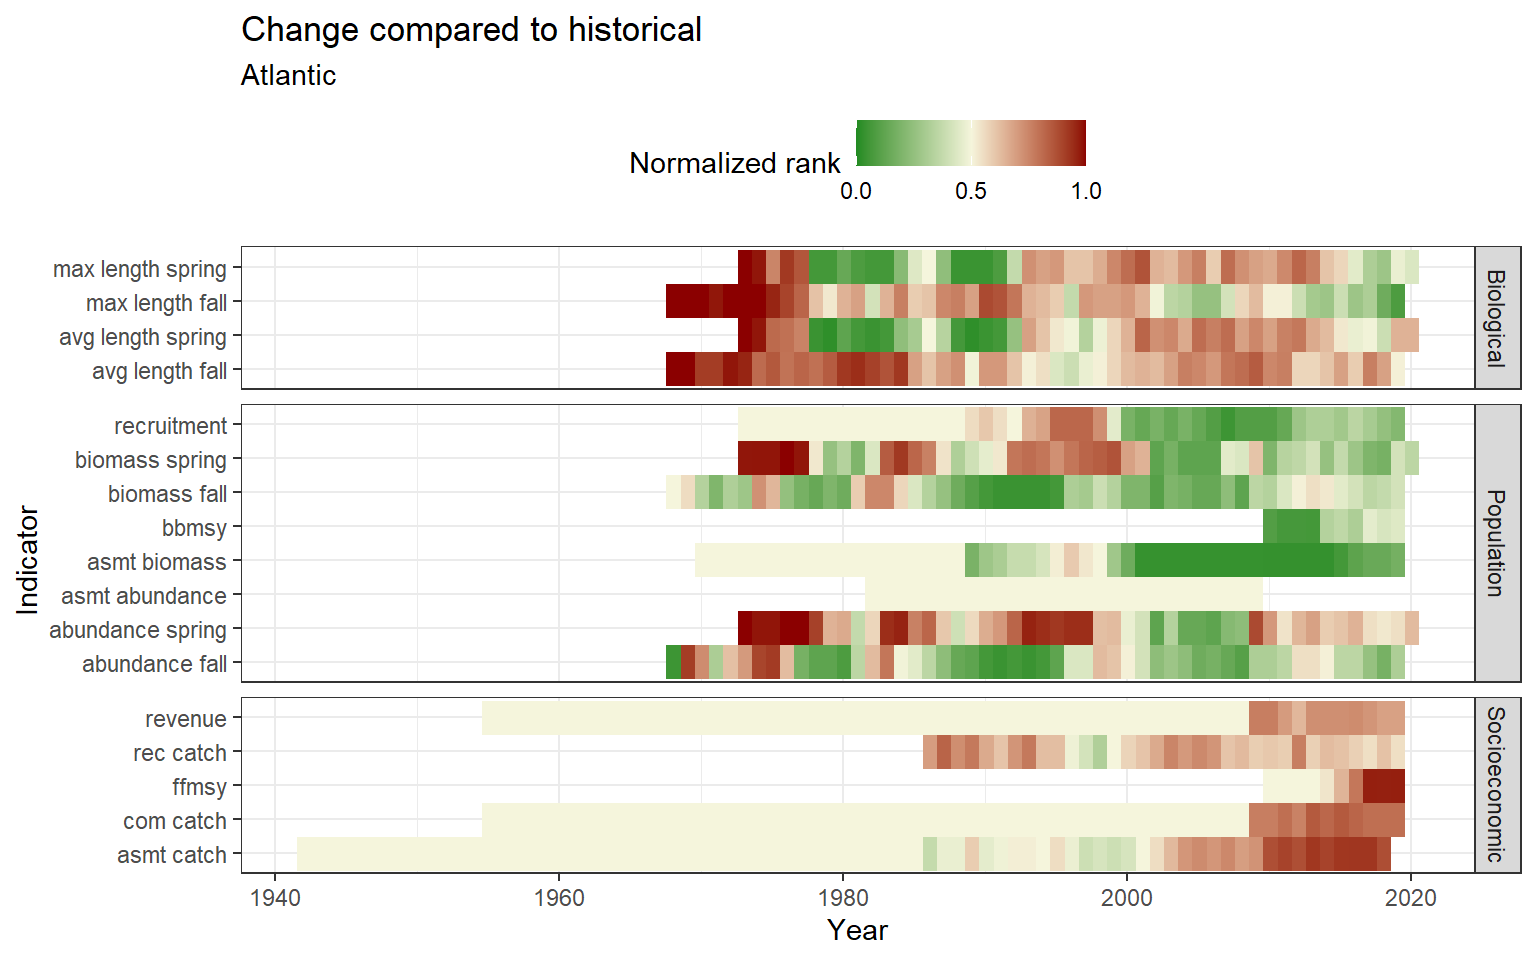 Change compared to historical
Atlantic
Normalized rank
0.0 0.5 1.0
max length spring
max length fall
avg length spring
avg length fall
Biological
recruitment
biomass spring
biomass fall
bbmsy
asmt biomass
asmt abundance
abundance spring
abundance fall
Population
revenue
rec catch
ffmsy
com catch
asmt catch
Socioeconomic
Indicator
1940 1960 1980 2000 2020
Year